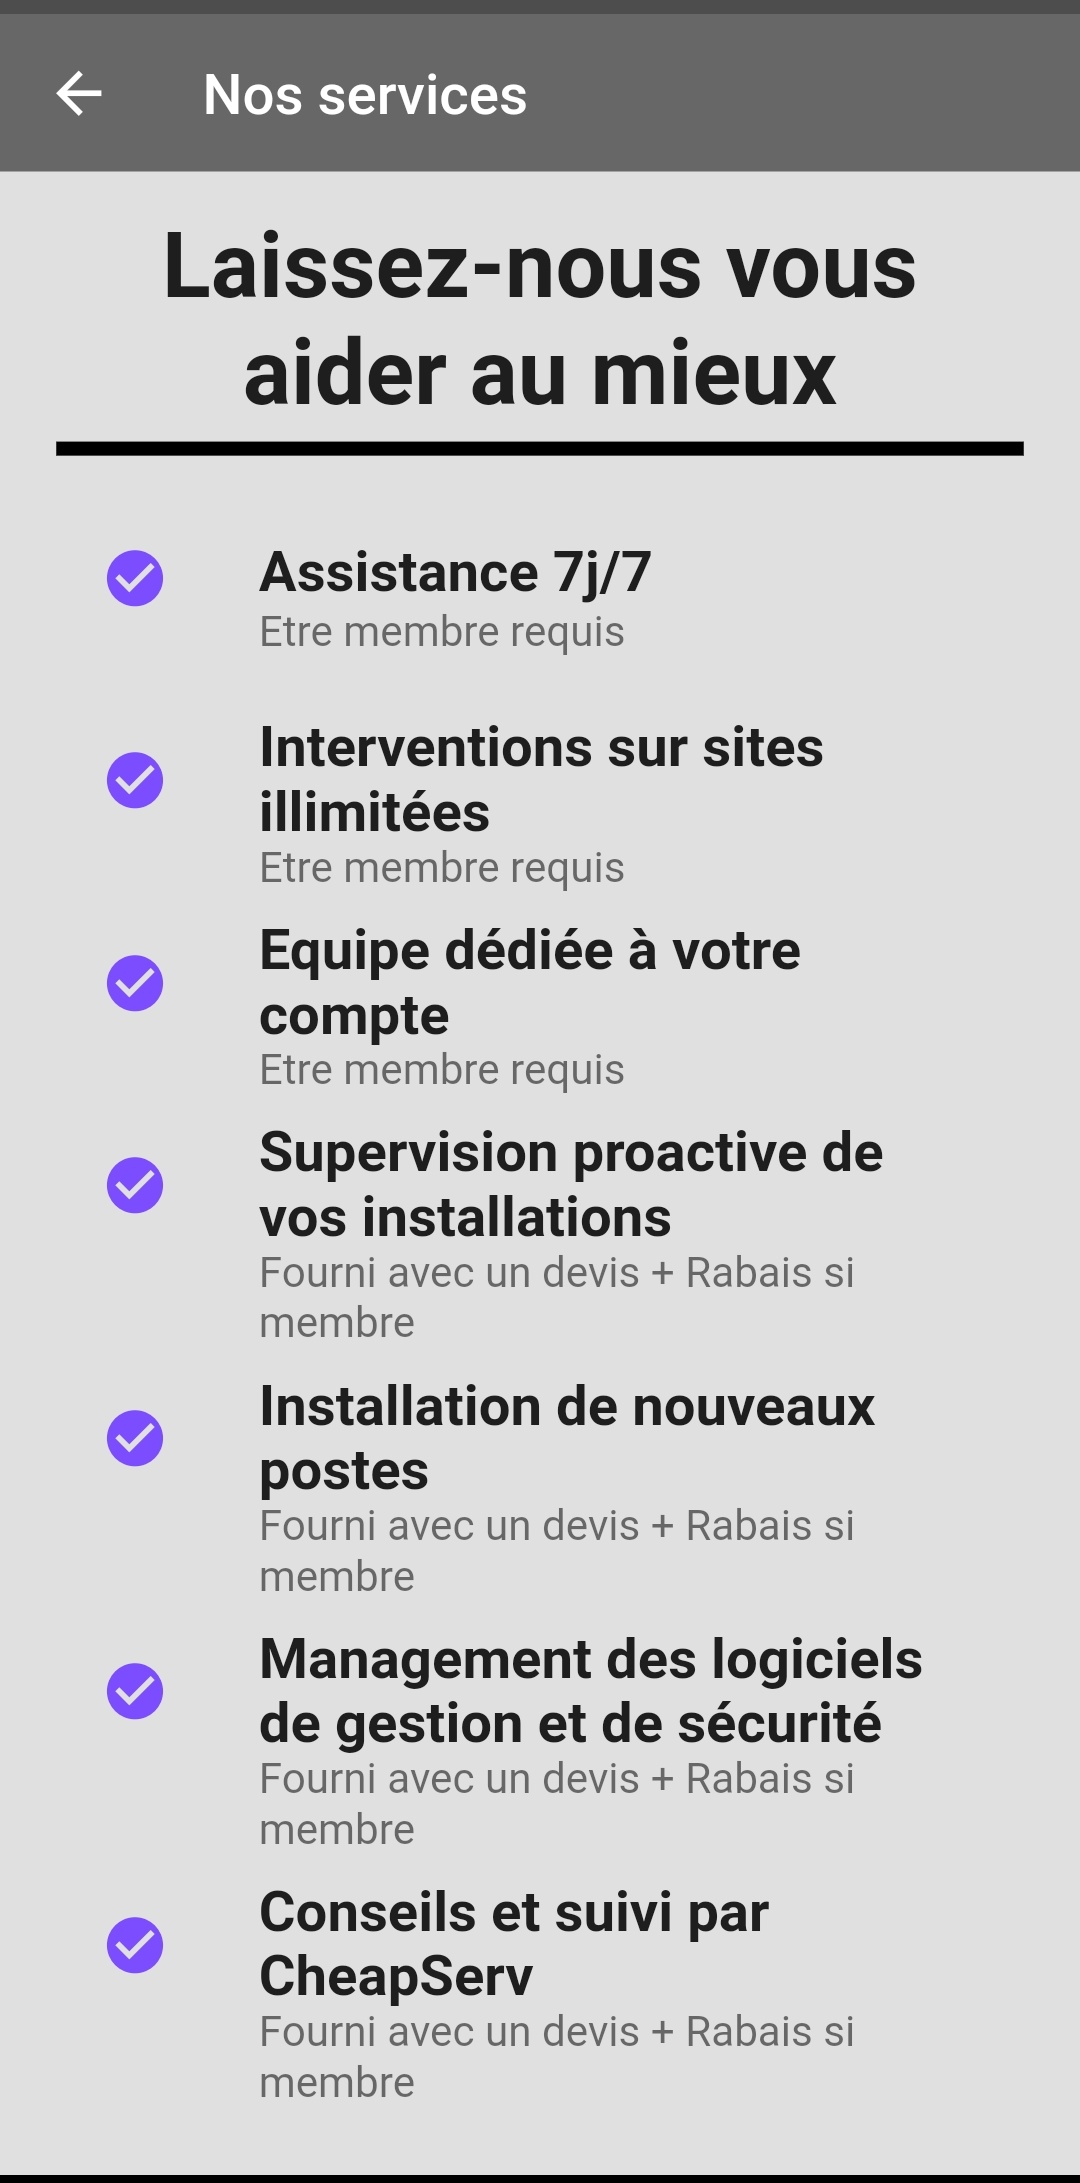 Nos services
Laissez-nous vous
aider au mieux
Assistance 7j/7
Etre membre requis
Interventions sur sites
illimitées
Etre membre requis
Equipe dédiée à votre
compte
Etre membre requis
Supervision proactive de
vos installations
Fourni avec un devis + Rabais si
membre
Installation de nouveaux
postes
Fourni avec un devis + Rabais si
membre
Management des logiciels
de gestion et de sécurité
Fourni avec un devis + Rabais si
membre
Conseils et suivi par
CheapServ
Fourni avec un devis + Rabais si
membre